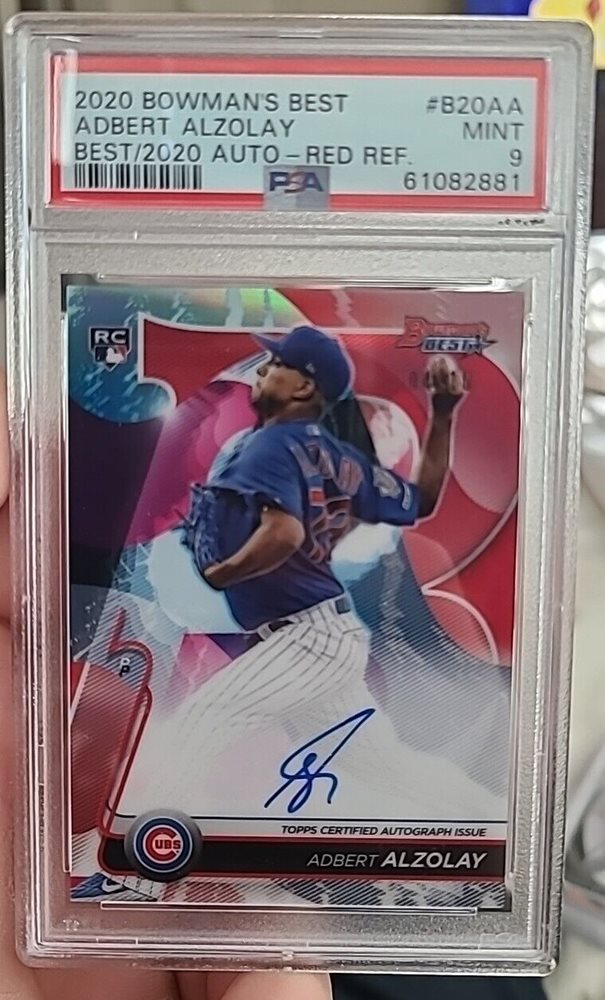 2020 BOWMAN'S BEST #B20AA
ADBERT ALZOLAY MINT
BEST/2020 AUTO-RED REF. 9
PSA 61082881
RC
BOWMAN'S
BEST
P
TOPPS CERTIFIED AUTOGRAPH ISSUE
CUBS
ADBERT ALZOLAY